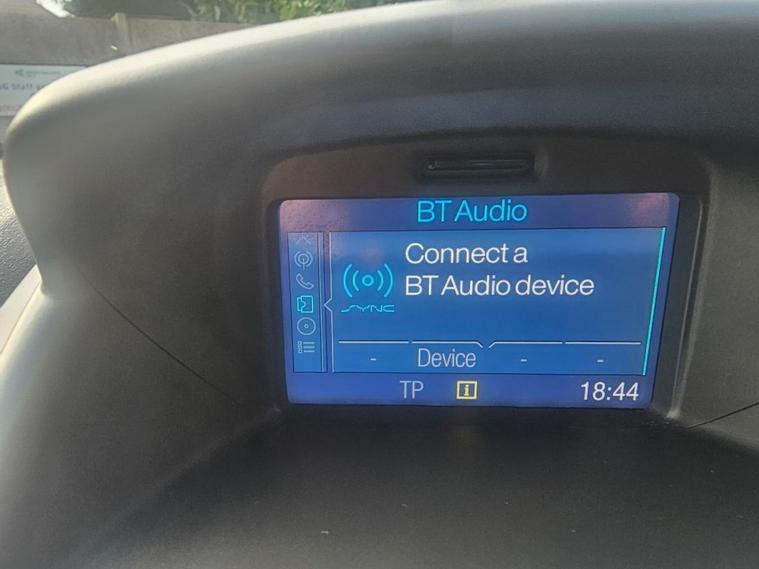 BT Audio
Connect a
BT Audio device
SYNC
- Device - -
TP i 18:44